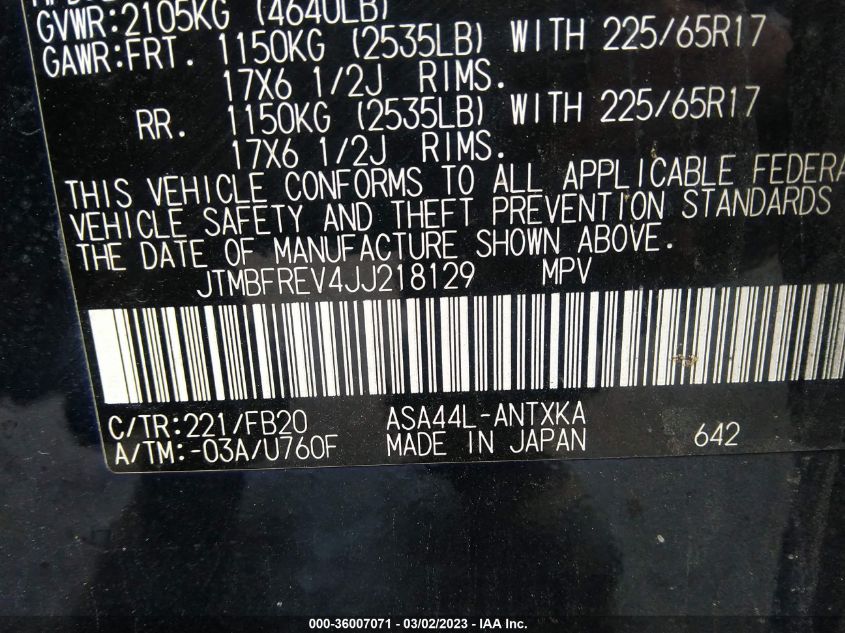 GVWR:2105KG (4640LB)
GAWR:FRT. 1150KG (2535LB) WITH 225/65R17
17X6 1/2J RIMS.
RR. 1150KG (2535LB) WITH 225/65R17
17X6 1/2J RIMS.
THIS VEHICLE CONFORMS TO ALL APPLICABLE FEDERA
VEHICLE SAFETY AND THEFT PREVENTION STANDARDS
THE DATE OF MANUFACTURE SHOWN ABOVE.
JTMBFREV4JJ218129 MPV
C/TR:221/FB20 ASA44L-ANTXKA
A/TM:-03A/U760F MADE IN JAPAN 642
000-36007071 - 03/02/2023 - IAA Inc.